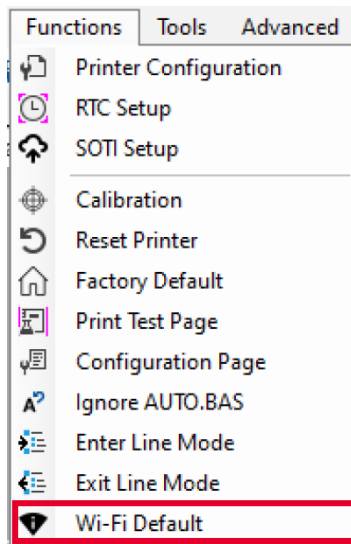 Functions Tools Advanced
Printer Configuration
RTC Setup
SOTI Setup
Calibration
Reset Printer
Factory Default
Print Test Page
Configuration Page
Ignore AUTO.BAS
Enter Line Mode
Exit Line Mode
Wi-Fi Default